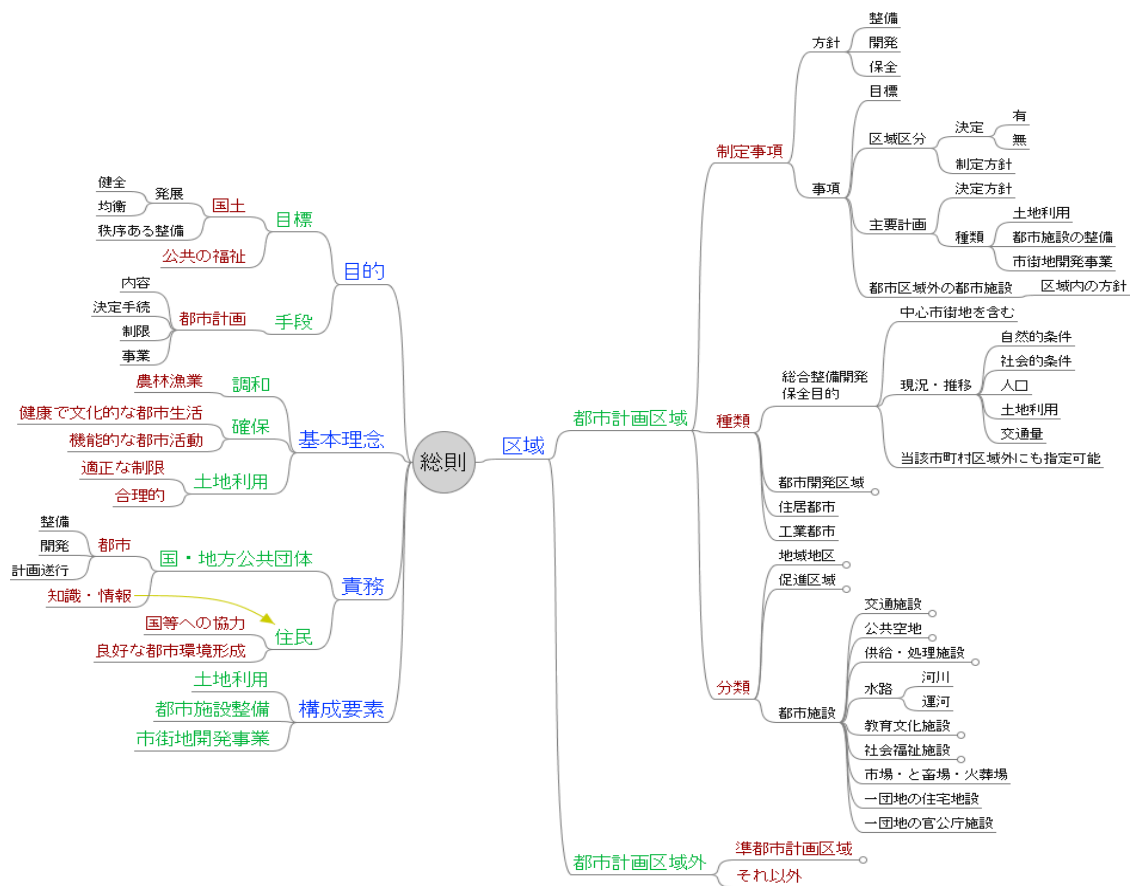 総則
目的
目標
国土
発展
健全
均衡
秩序ある整備
公共の福祉
手段
都市計画
内容
決定手続
制限
事業
基本理念
調和
農林漁業
確保
健康で文化的な都市生活
機能的な都市活動
土地利用
適正な制限
合理的
責務
国・地方公共団体
都市
整備
開発
計画遂行
知識・情報
住民
国等への協力
良好な都市環境形成
構成要素
土地利用
都市施設整備
市街地開発事業
区域
都市計画区域
制定事項
方針
整備
開発
保全
事項
目標
区域区分
決定
有
無
制定方針
主要計画
決定方針
種類
土地利用
都市施設の整備
市街地開発事業
都市区域外の都市施設
区域内の方針
種類
総合整備開発
保全目的
中心市街地を含む
現況・推移
自然的条件
社会的条件
人口
土地利用
交通量
当該市町村区域外にも指定可能
都市開発区域
住居都市
工業都市
分類
地域地区
促進区域
都市施設
交通施設
公共空地
供給・処理施設
水路
河川
運河
教育文化施設
社会福祉施設
市場・と畜場・火葬場
一団地の住宅地設
一団地の官公庁施設
都市計画区域外
準都市計画区域
それ以外